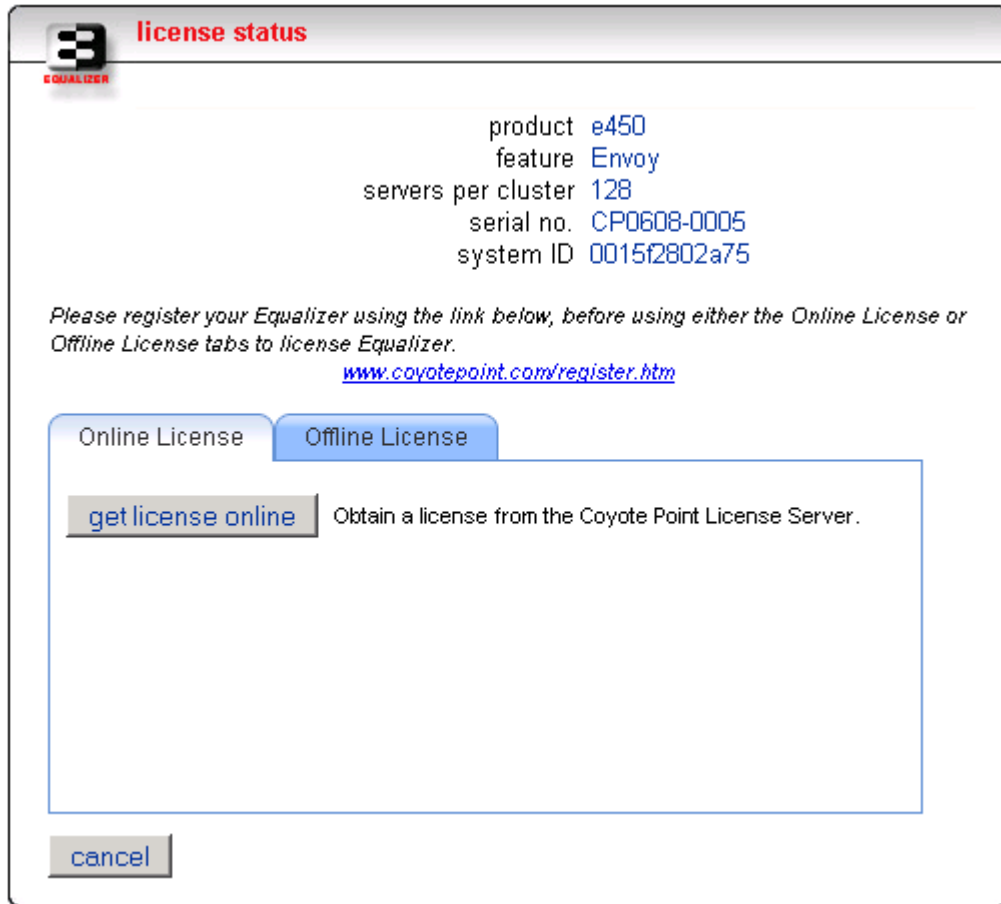 license status
EQUALIZER
product e450
feature Envoy
servers per cluster 128
serial no. CP0608-0005
system ID 0015f2802a75
Please register your Equalizer using the link below, before using either the Online License or
Offline License tabs to license Equalizer.
www.coyotepoint.com/register.htm
Online License Offline License
get license online Obtain a license from the Coyote Point License Server.
cancel